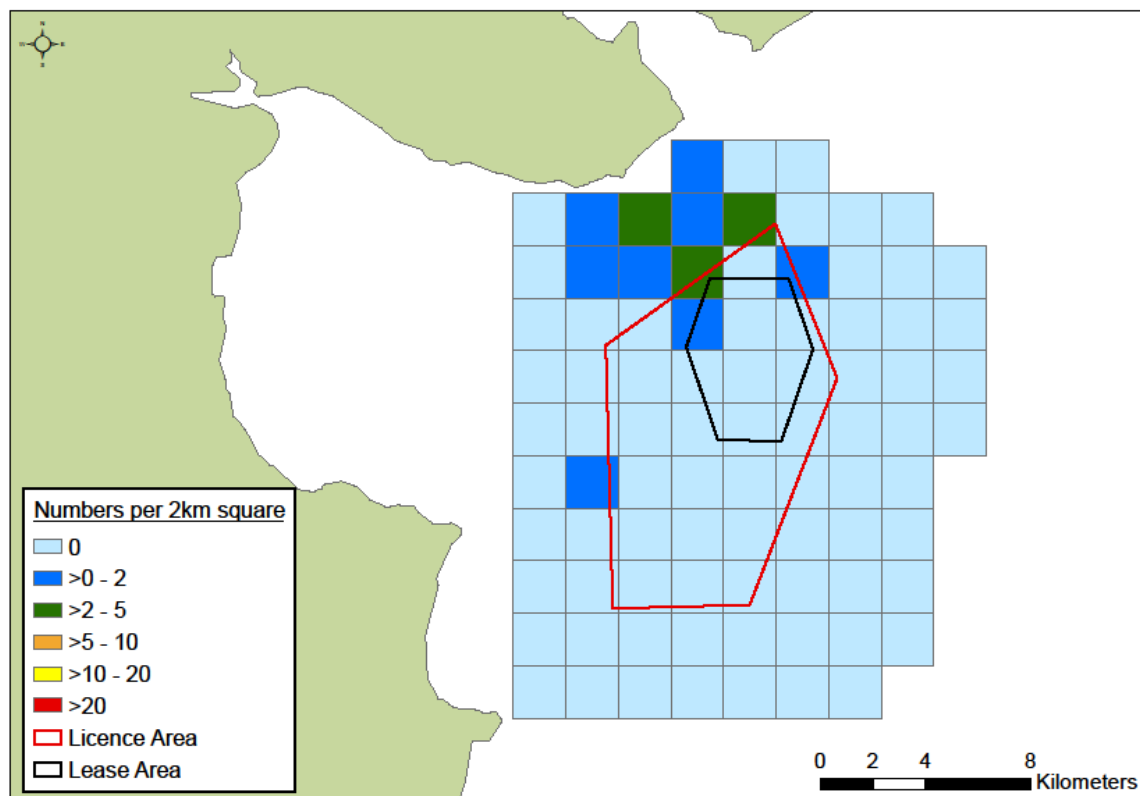 N
E
S
Numbers per 2km square
0
>0 - 2
>2 - 5
>5 - 10
>10 - 20
>20
Licence Area
Lease Area
0 2 4 8
Kilometers